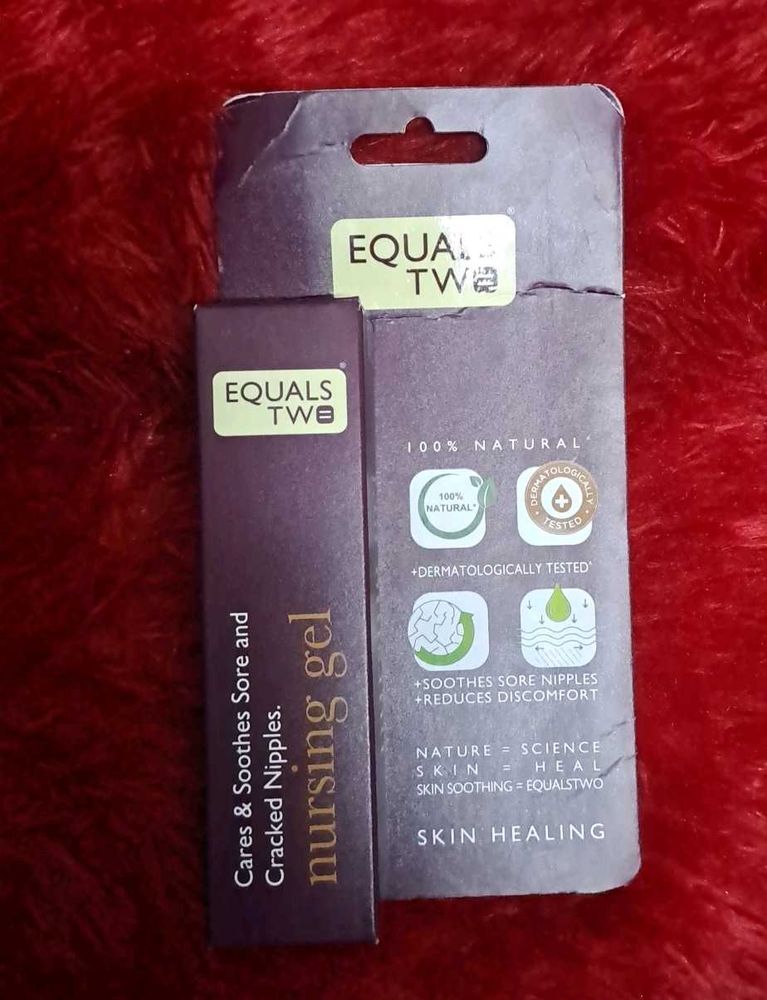 EQUALS
TWO
EQUALS
TWO
Cares & Soothes Sore and
Cracked Nipples.
nursing gel
100% NATURAL^
100%
NATURAL*
DERMATOLOGICALLY
TESTED
+DERMATOLOGICALLY TESTED^
+SOOTHES SORE NIPPLES
+REDUCES DISCOMFORT
NATURE = SCIENCE
SKIN = HEAL
SKIN SOOTHING = EQUALSTWO
SKIN HEALING